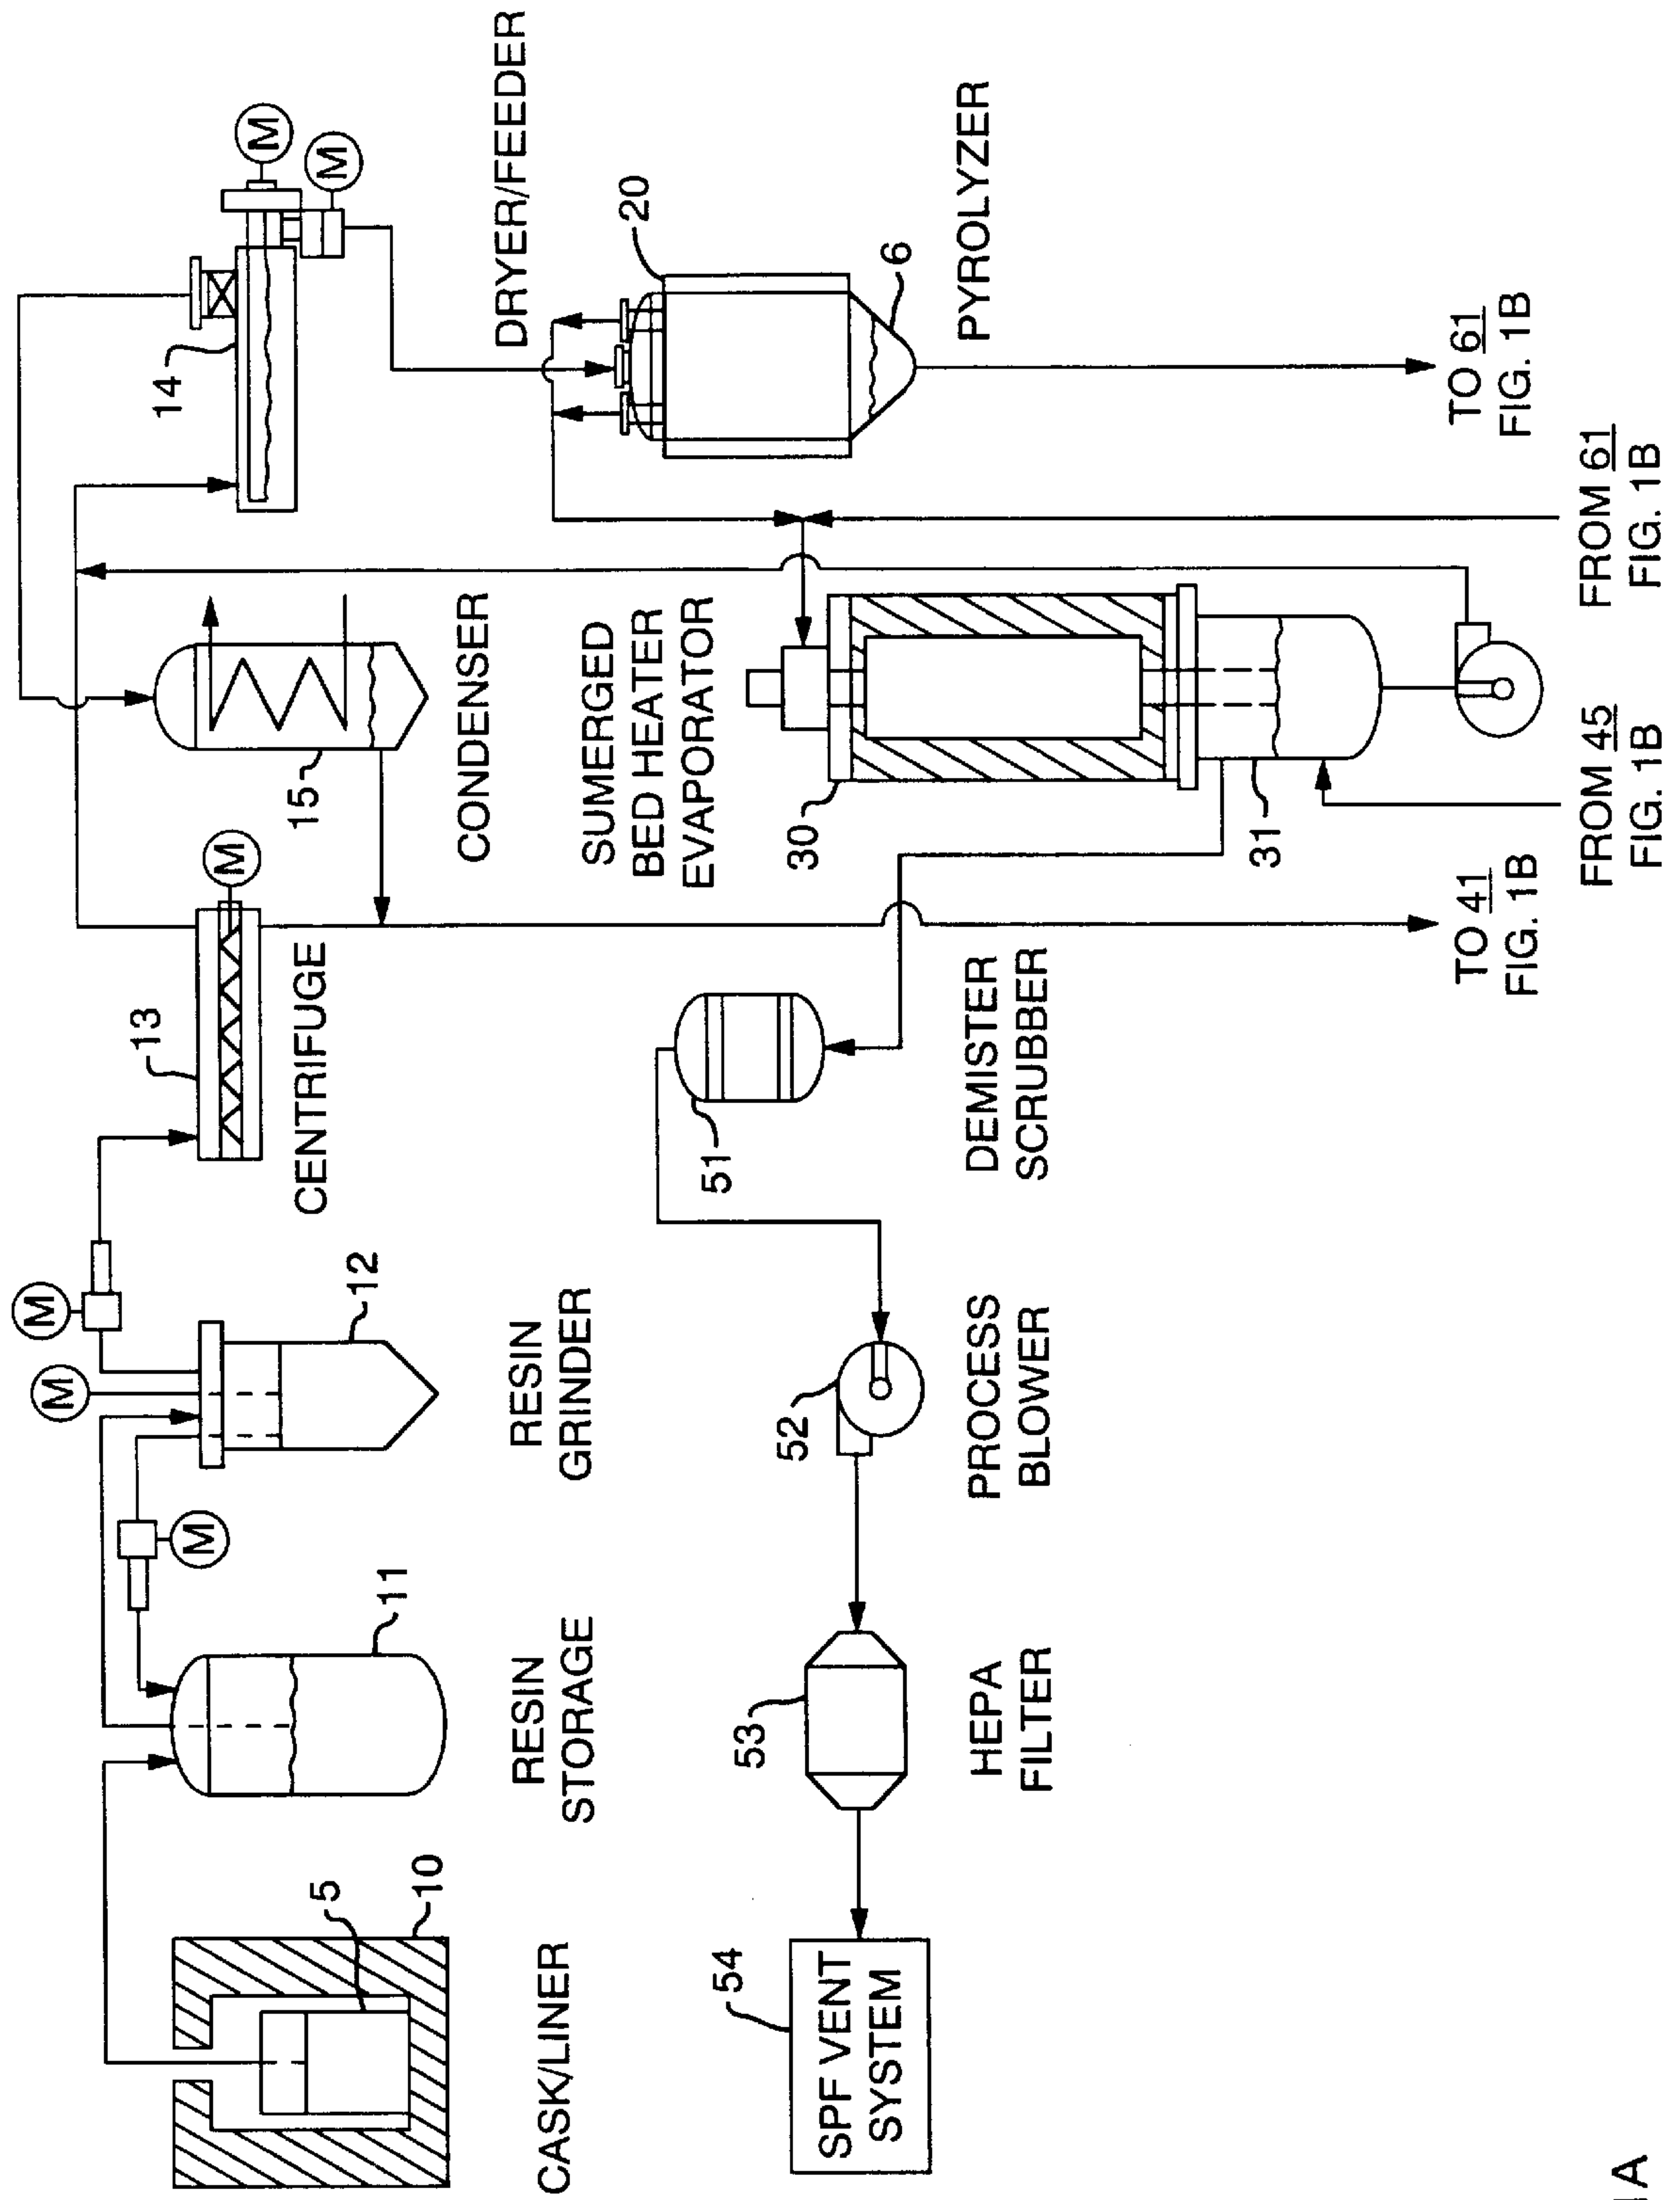 M
M
M
M
M
M
5
10
11
12
13
15
14
CASK/LINER
RESIN
STORAGE
RESIN
GRINDER
CENTRIFUGE
CONDENSER
DRYER/FEEDER
54
SPF VENT
SYSTEM
53
HEPA
FILTER
52
PROCESS
BLOWER
51
DEMISTER
SCRUBBER
SUMERGED
BED HEATER
EVAPORATOR
30
31
20
6
PYROLYZER
TO 41
FIG. 1B
FROM 45
FIG. 1B
FROM 61
FIG. 1B
TO 61
FIG. 1B